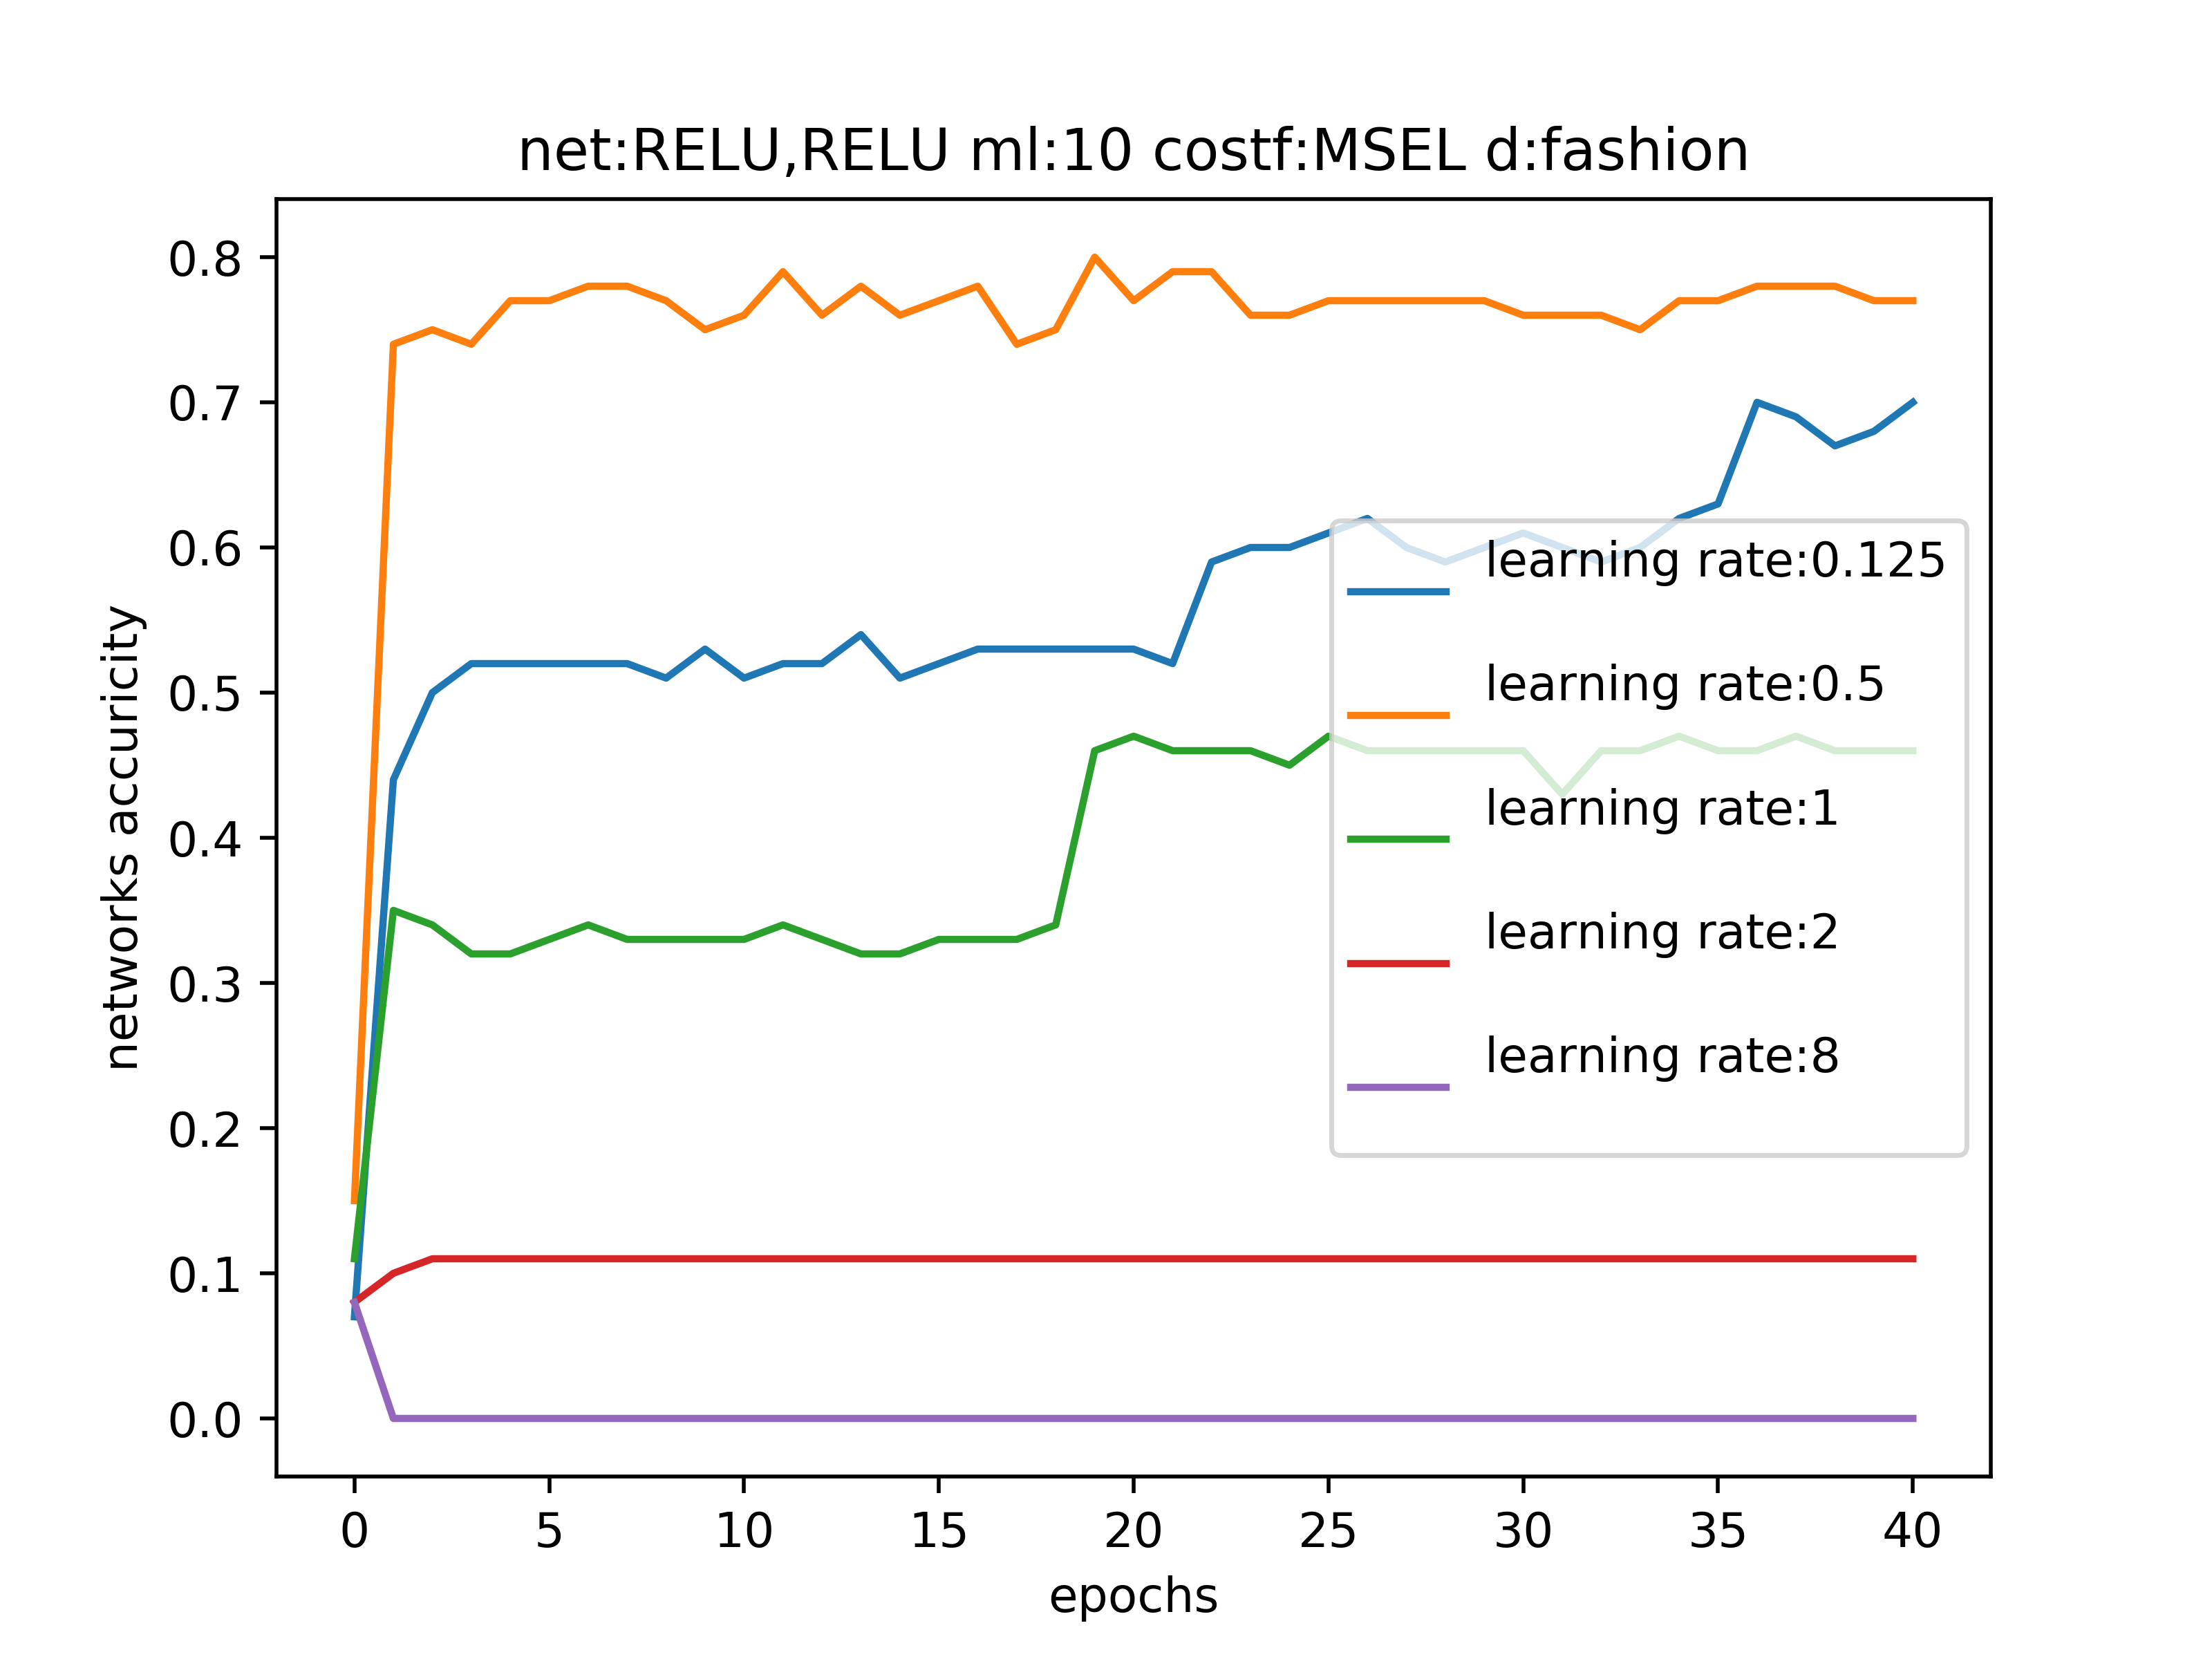 net:RELU,RELU ml:10 costf:MSEL d:fashion
networks accuricity
0.8
0.7
0.6
0.5
0.4
0.3
0.2
0.1
0.0
learning rate:0.125
learning rate:0.5
learning rate:1
learning rate:2
learning rate:8
0 5 10 15 20 25 30 35 40
epochs